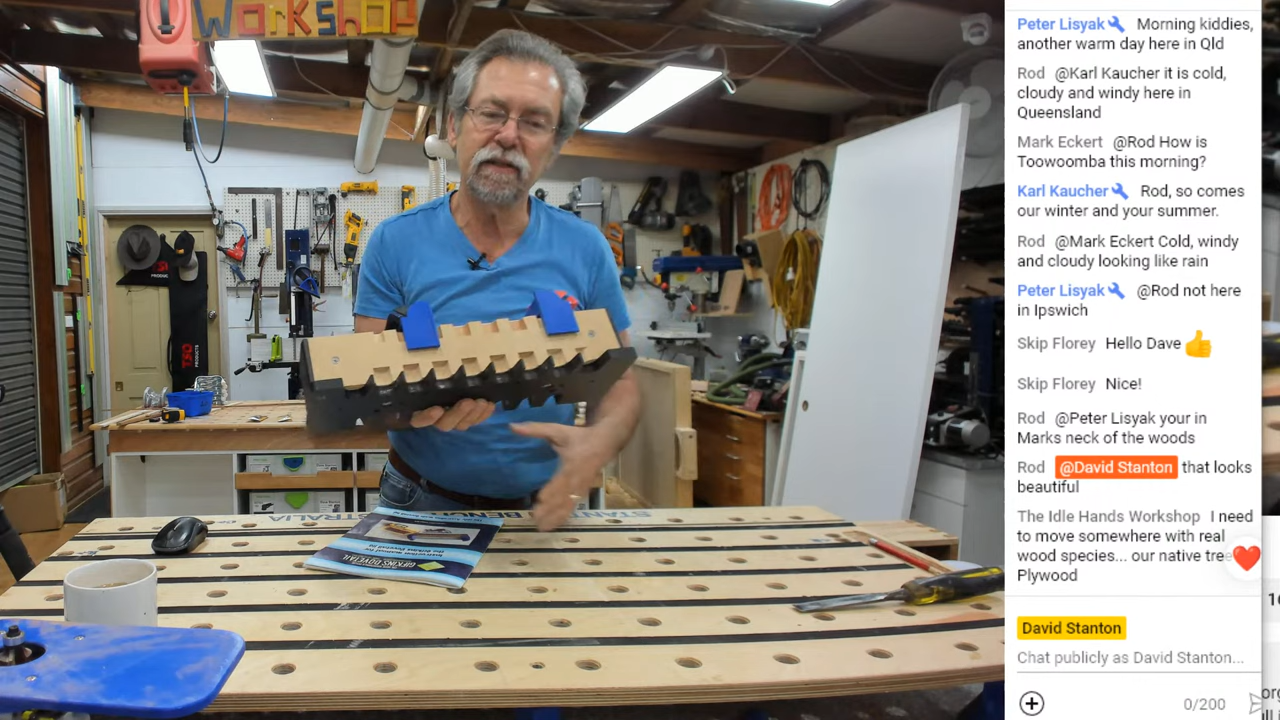 Workshop
TSO
PRODUCTS
AUSTRALIA
GIFKINS DOVETAIL
Peter Lisyak Morning kiddies,
another warm day here in Qld
Rod @Karl Kaucher it is cold,
cloudy and windy here in
Queensland
Mark Eckert @Rod How is
Toowoomba this morning?
Karl Kaucher Rod, so comes
our winter and your summer.
Rod @Mark Eckert Cold, windy
and cloudy looking like rain
Peter Lisyak @Rod not here
in Ipswich
Skip Florey Hello Dave
Skip Florey Nice!
Rod @Peter Lisyak your in
Marks neck of the woods
Rod @David Stanton that looks
beautiful
The Idle Hands Workshop I need
to move somewhere with real
wood species... our native tree
Plywood
David Stanton
Chat publicly as David Stanton...
0/200